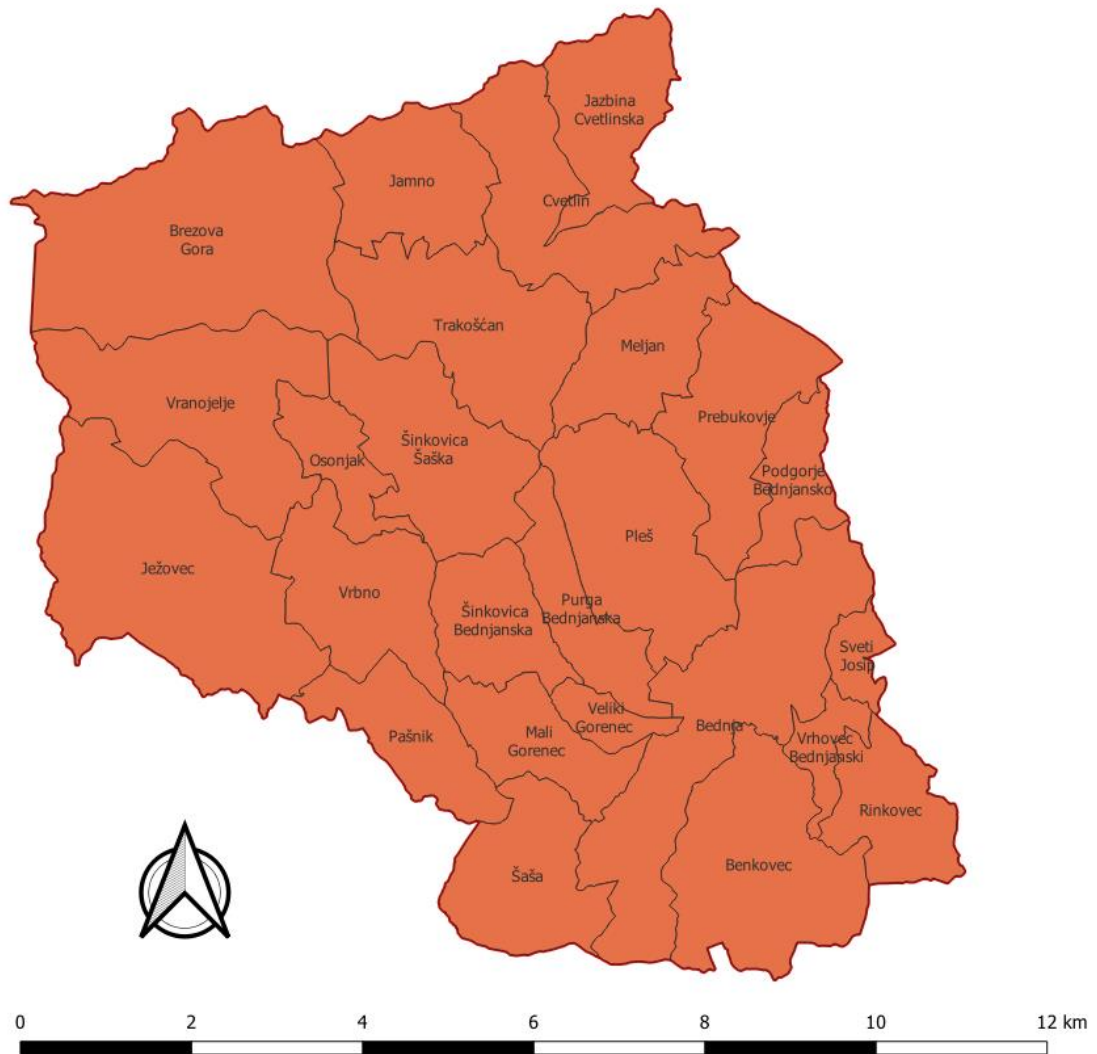 Jazbina
Cvetlinska
Jamno
Cvetlin
Brezova
Gora
Trakošćan
Meljan
Vranojelje
Prebukovje
Šinkovica
Šaška
Osonjak
Podgorje
Bednjansko
Pleš
Ježovec
Vrbno
Purga
Bednjanska
Šinkovica
Bednjanska
Sveti
Josip
Veliki
Gorenec
Bednja
Mali
Gorenec
Pašnik
Vrhovec
Bednjanski
Rinkovec
Benkovec
Šaša
0 2 4 6 8 10 12 km